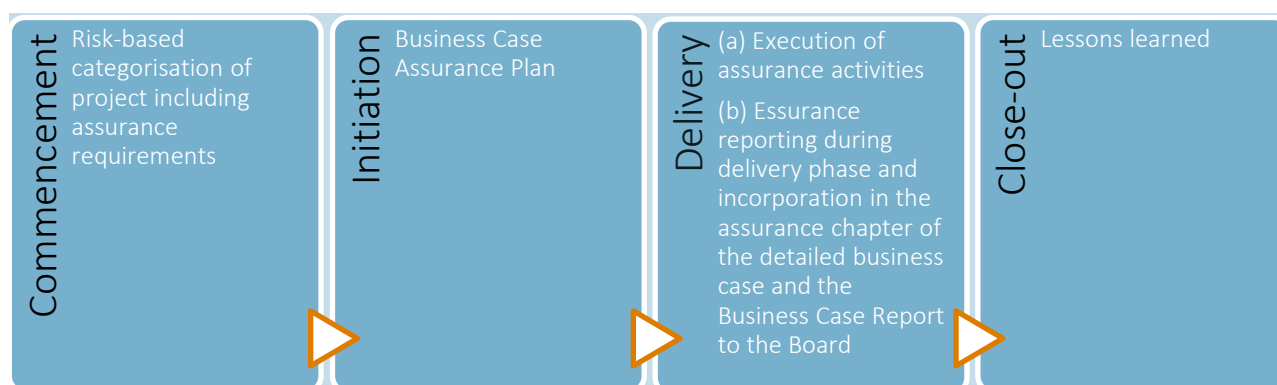 Commencement
Risk-based
categorisation of
project including
assurance
requirements
Initiation
Business Case
Assurance Plan
Delivery
(a) Execution of
assurance activities
(b) Essurance
reporting during
delivery phase and
incorporation in the
assurance chapter of
the detailed business
case and the
Business Case Report
to the Board
Close-out
Lessons learned